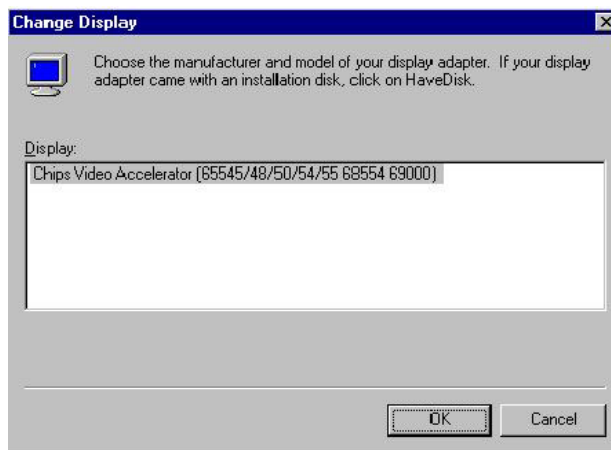 Change Display
Choose the manufacturer and model of your display adapter. If your display
adapter came with an installation disk, click on HaveDisk.
Display:
Chips Video Accelerator (65545/48/50/54/55 68554 69000)
OK
Cancel